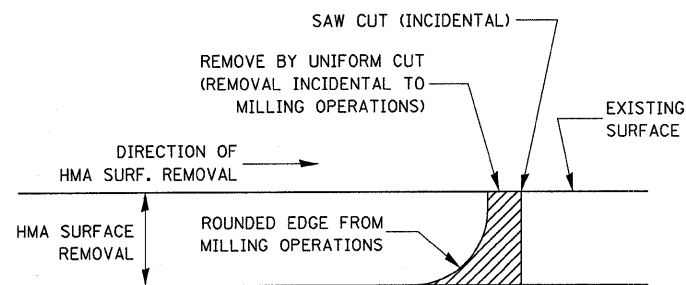 SAW CUT (INCIDENTAL)
REMOVE BY UNIFORM CUT
(REMOVAL INCIDENTAL TO
MILLING OPERATIONS)
EXISTING
SURFACE
DIRECTION OF
HMA SURF. REMOVAL
HMA SURFACE
REMOVAL
ROUNDED EDGE FROM
MILLING OPERATIONS